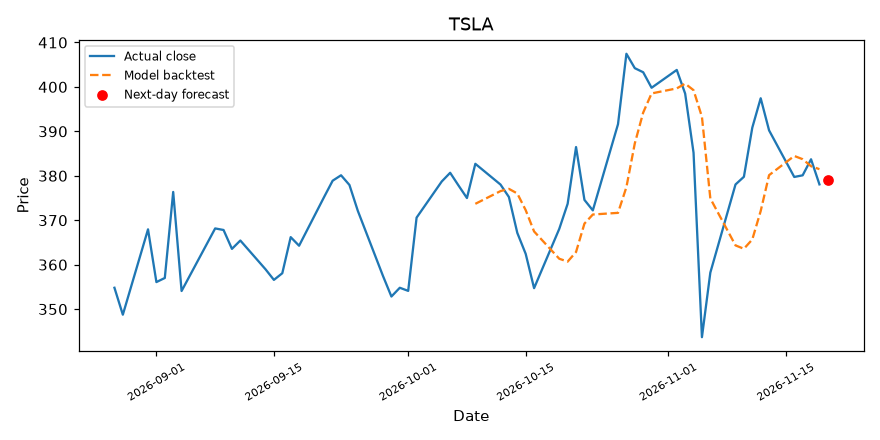 TSLA
Actual close
Model backtest
Next-day forecast
Price
410
400
390
380
370
360
350
2026-09-01
2026-09-15
2026-10-01
2026-10-15
2026-11-01
2026-11-15
Date